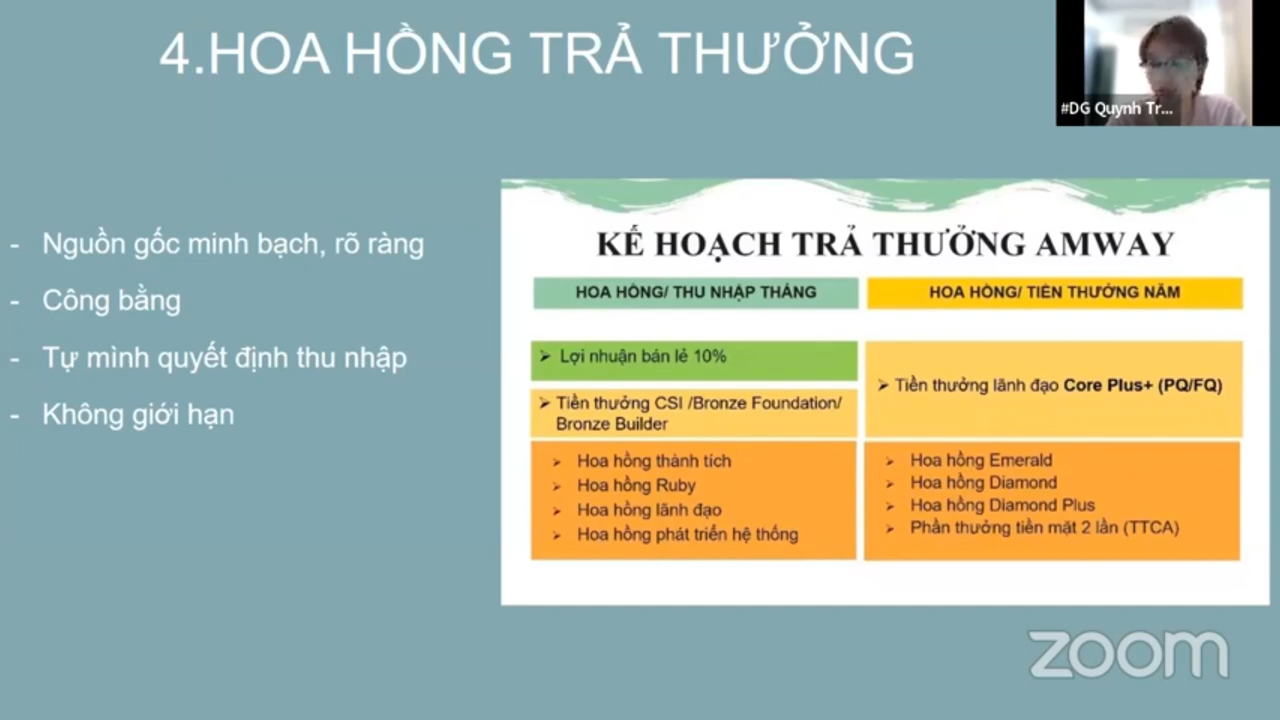 4.HOA HỒNG TRẢ THƯỞNG
#DG Quynh Tr...
- Nguồn gốc minh bạch, rõ ràng
- Công bằng
- Tự mình quyết định thu nhập
- Không giới hạn
KẾ HOẠCH TRẢ THƯỞNG AMWAY
HOA HỒNG/ THU NHẬP THÁNG
HOA HỒNG/ TIỀN THƯỞNG NĂM
➢ Lợi nhuận bán lẻ 10%
➢ Tiền thưởng CSI /Bronze Foundation/
Bronze Builder
➢ Hoa hồng thành tích
➢ Hoa hồng Ruby
➢ Hoa hồng lãnh đạo
➢ Hoa hồng phát triển hệ thống
➢ Tiền thưởng lãnh đạo Core Plus+ (PQ/FQ)
➢ Hoa hồng Emerald
➢ Hoa hồng Diamond
➢ Hoa hồng Diamond Plus
➢ Phần thưởng tiền mặt 2 lần (TTCA)
zoom